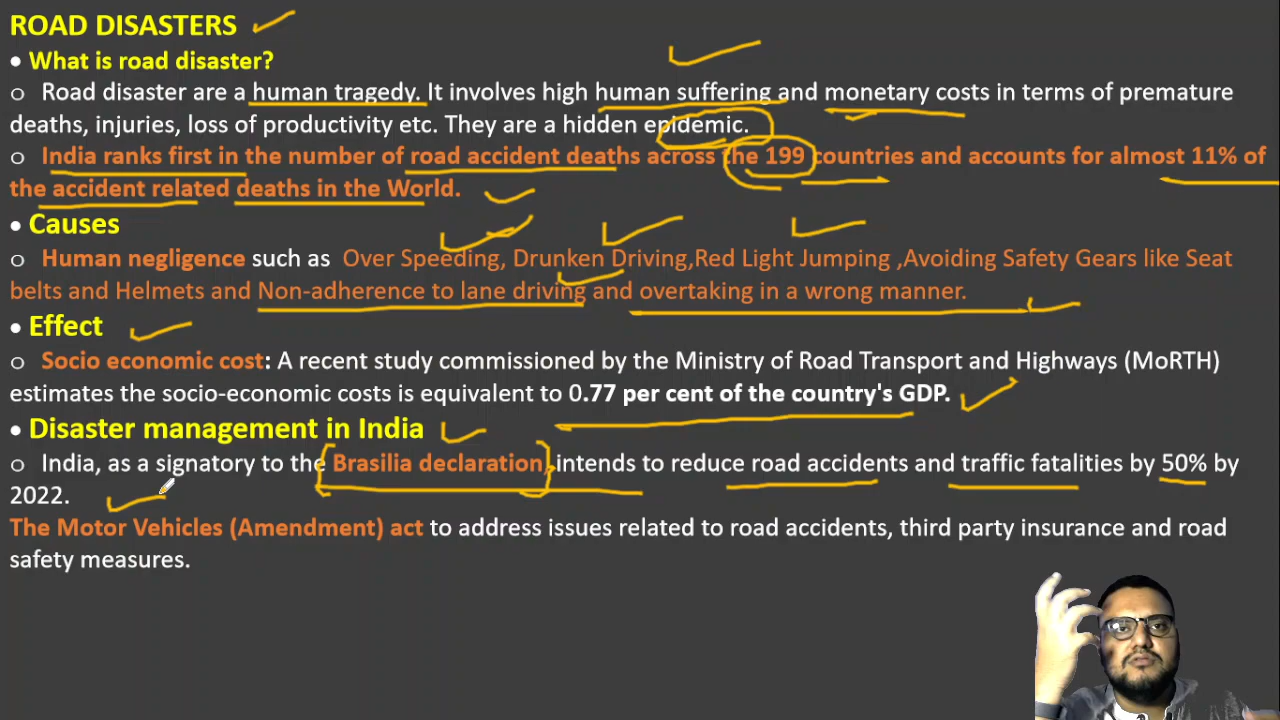 ROAD DISASTERS
• What is road disaster?
o Road disaster are a human tragedy. It involves high human suffering and monetary costs in terms of premature
deaths, injuries, loss of productivity etc. They are a hidden epidemic.
o India ranks first in the number of road accident deaths across the 199 countries and accounts for almost 11% of
the accident related deaths in the World.
• Causes
o Human negligence such as Over Speeding, Drunken Driving,Red Light Jumping ,Avoiding Safety Gears like Seat
belts and Helmets and Non-adherence to lane driving and overtaking in a wrong manner.
• Effect
o Socio economic cost: A recent study commissioned by the Ministry of Road Transport and Highways (MoRTH)
estimates the socio-economic costs is equivalent to 0.77 per cent of the country's GDP.
• Disaster management in India
o India, as a signatory to the Brasilia declaration, intends to reduce road accidents and traffic fatalities by 50% by
2022.
The Motor Vehicles (Amendment) act to address issues related to road accidents, third party insurance and road
safety measures.